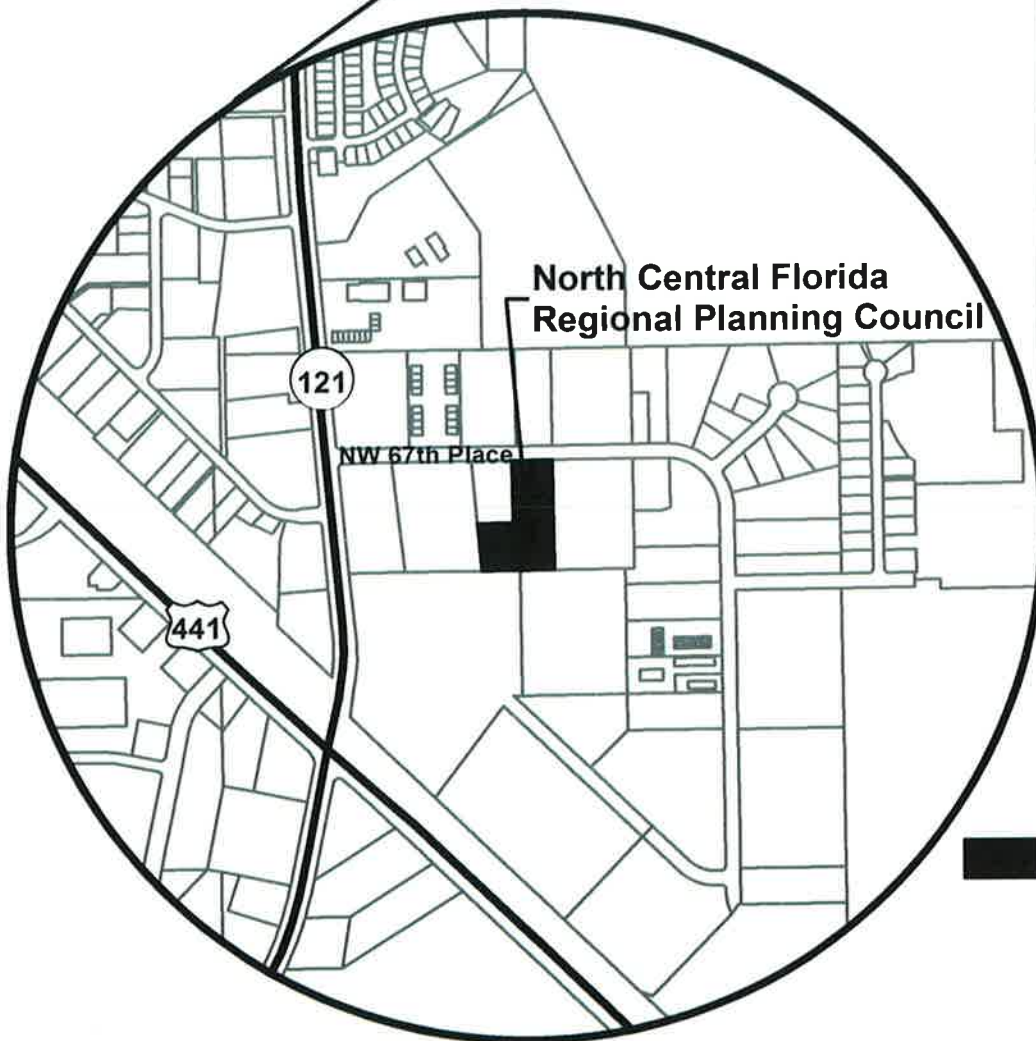 North Central Florida
Regional Planning Council
121
NW 67th Place
441